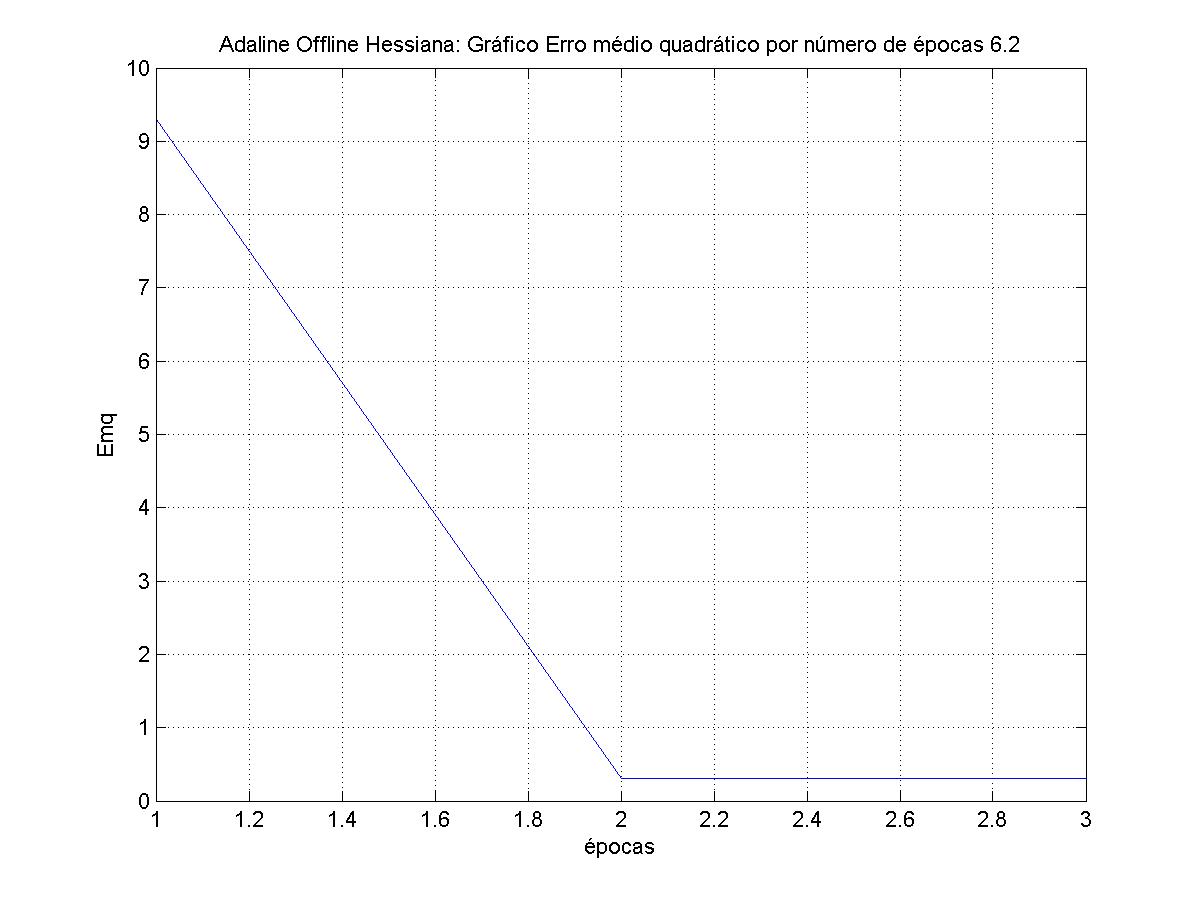 Adaline Offline Hessiana: Gráfico Erro médio quadrático por número de épocas 6.2
10
9
8
7
6
5
4
3
2
1
0
Emq
1 1.2 1.4 1.6 1.8 2 2.2 2.4 2.6 2.8 3
épocas